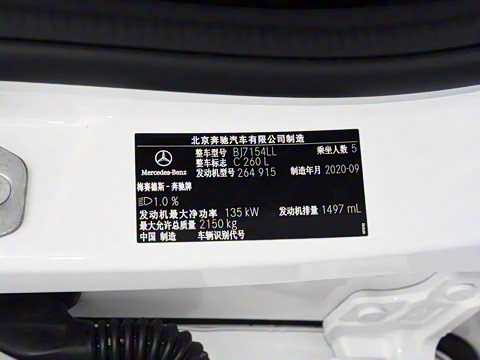 北京奔驰汽车有限公司制造
整车型号 BJ7154LL 乘坐人数 5
整车标志 C 260 L
发动机型号 264 915 制造年月 2020-09
Mercedes-Benz
梅赛德斯-奔驰牌
1.0 %
发动机最大净功率 135 kW 发动机排量 1497 mL
最大允许总质量 2150 kg
中国 制造 车辆识别代号